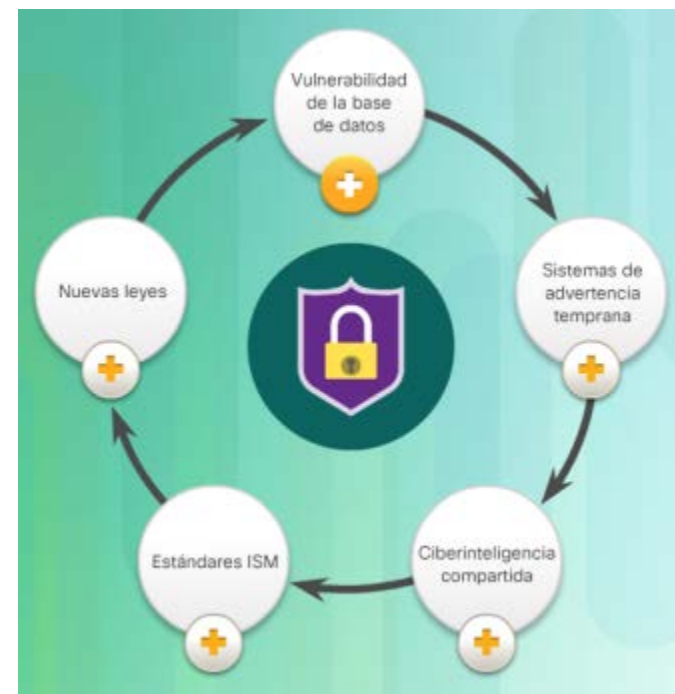 Vulnerabilidad
de la base
de datos
Sistemas de
advertencia
temprana
Ciberinteligencia
compartida
Estándares ISM
Nuevas leyes